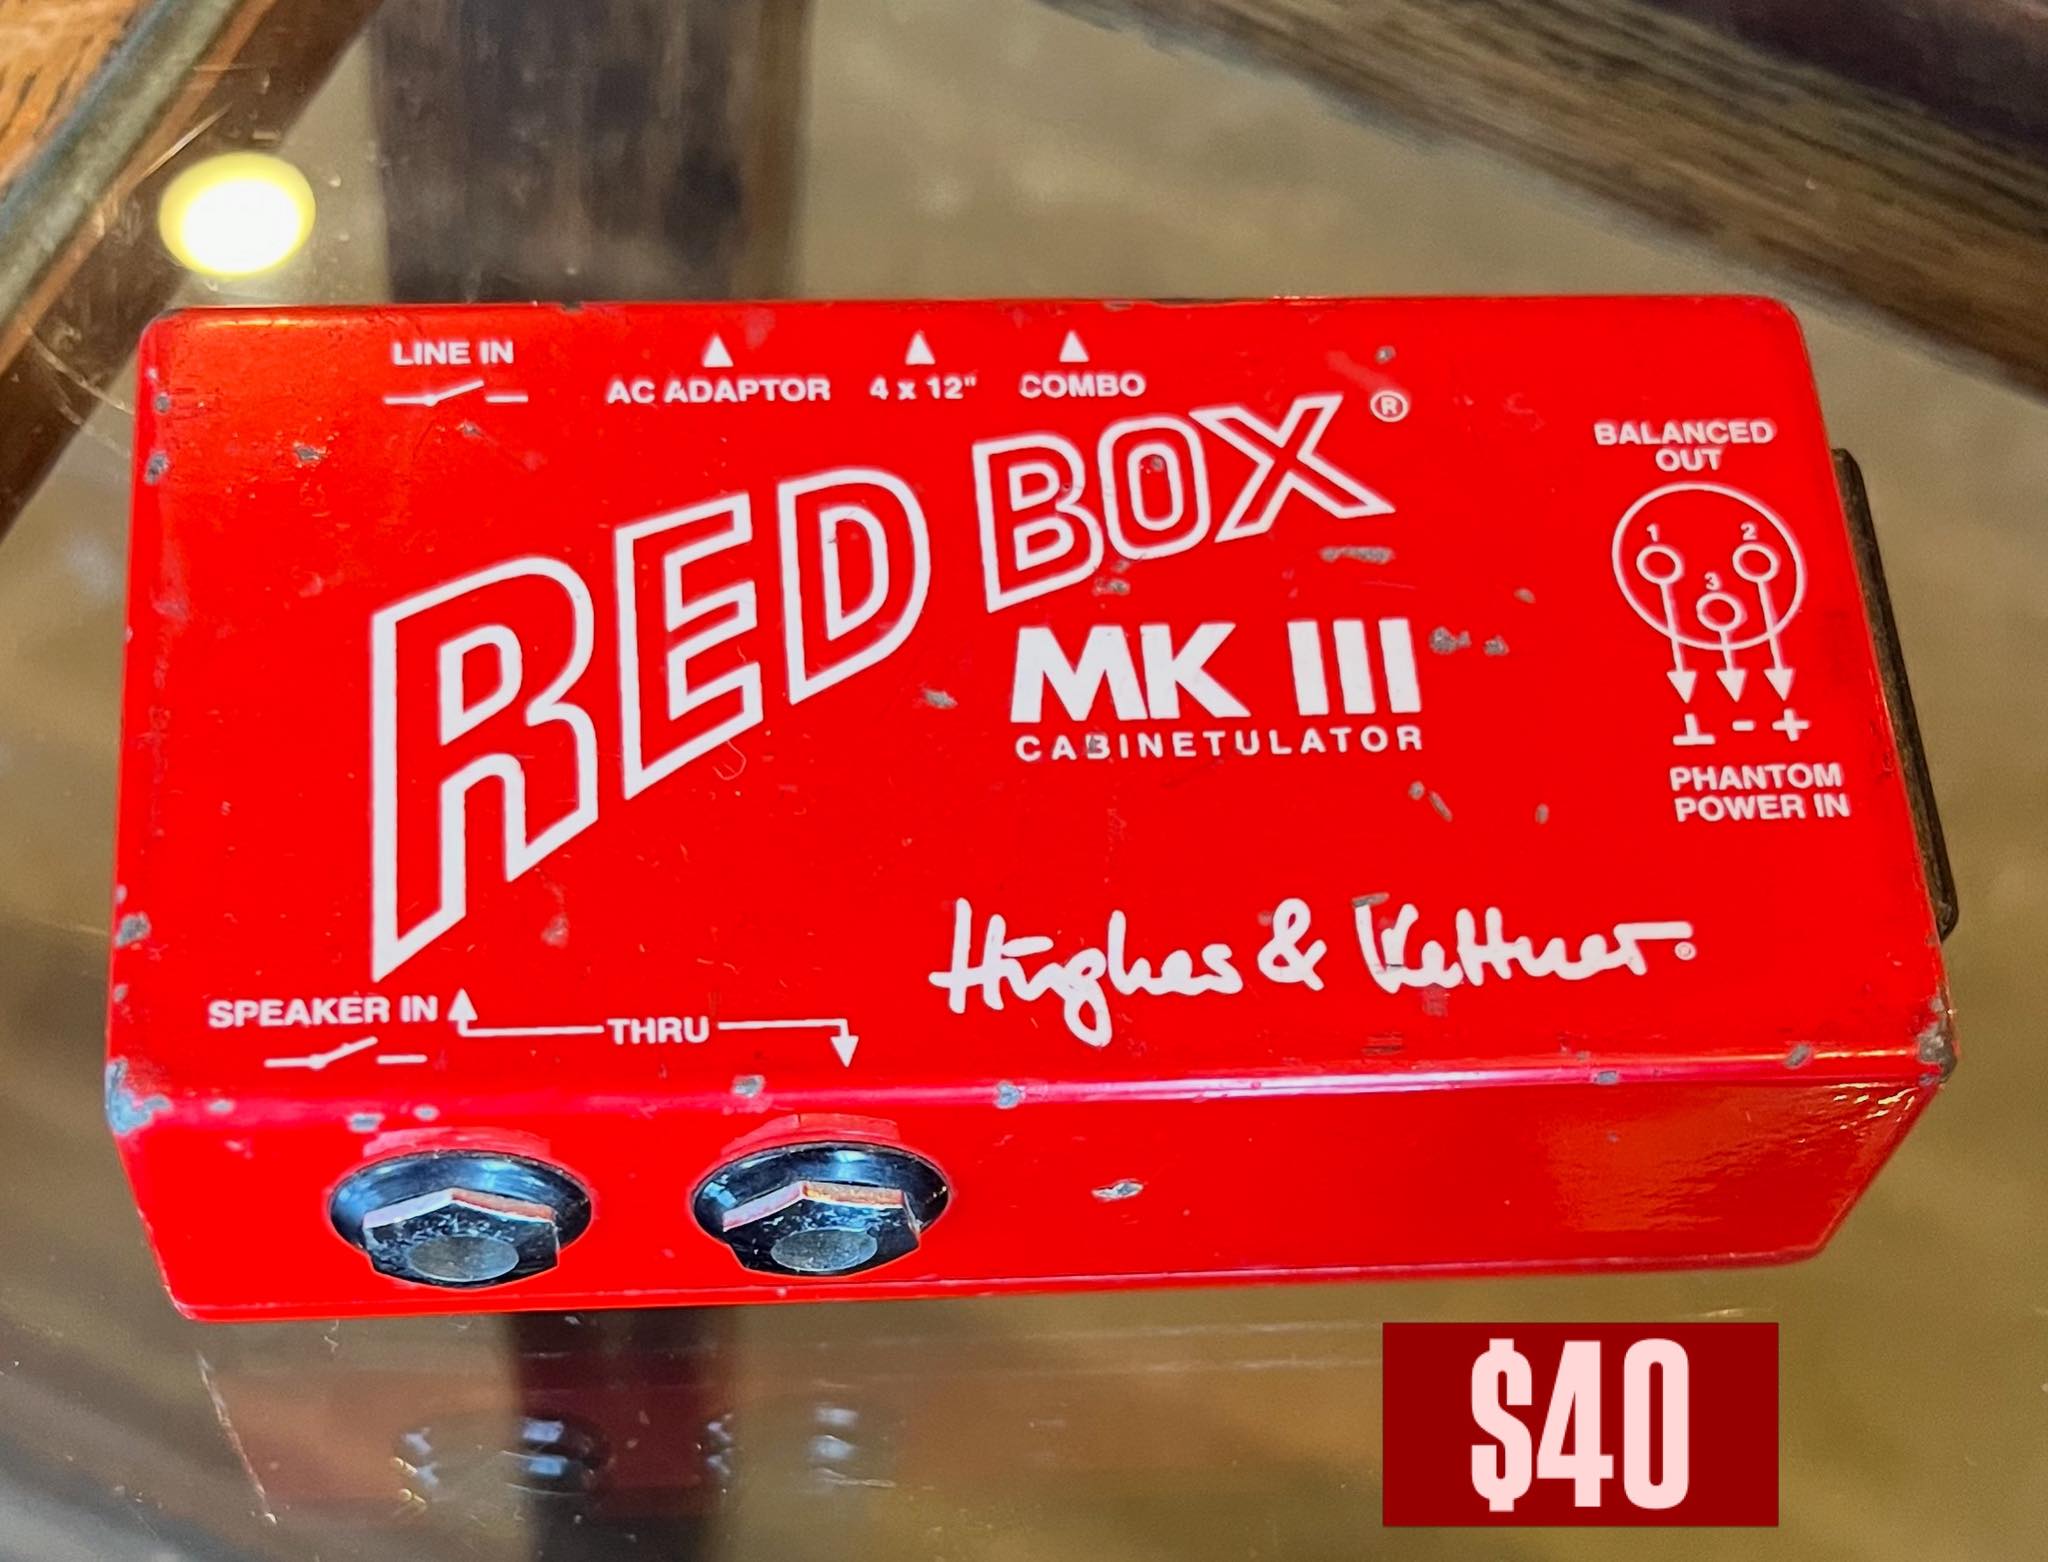 LINE IN
AC ADAPTOR
4 x 12"
COMBO
RED BOX ®
MK III
CABINETULATOR
BALANCED
OUT
1 2
3
⊥ - +
PHANTOM
POWER IN
Hughes & Kettner ®
SPEAKER IN
THRU
$40